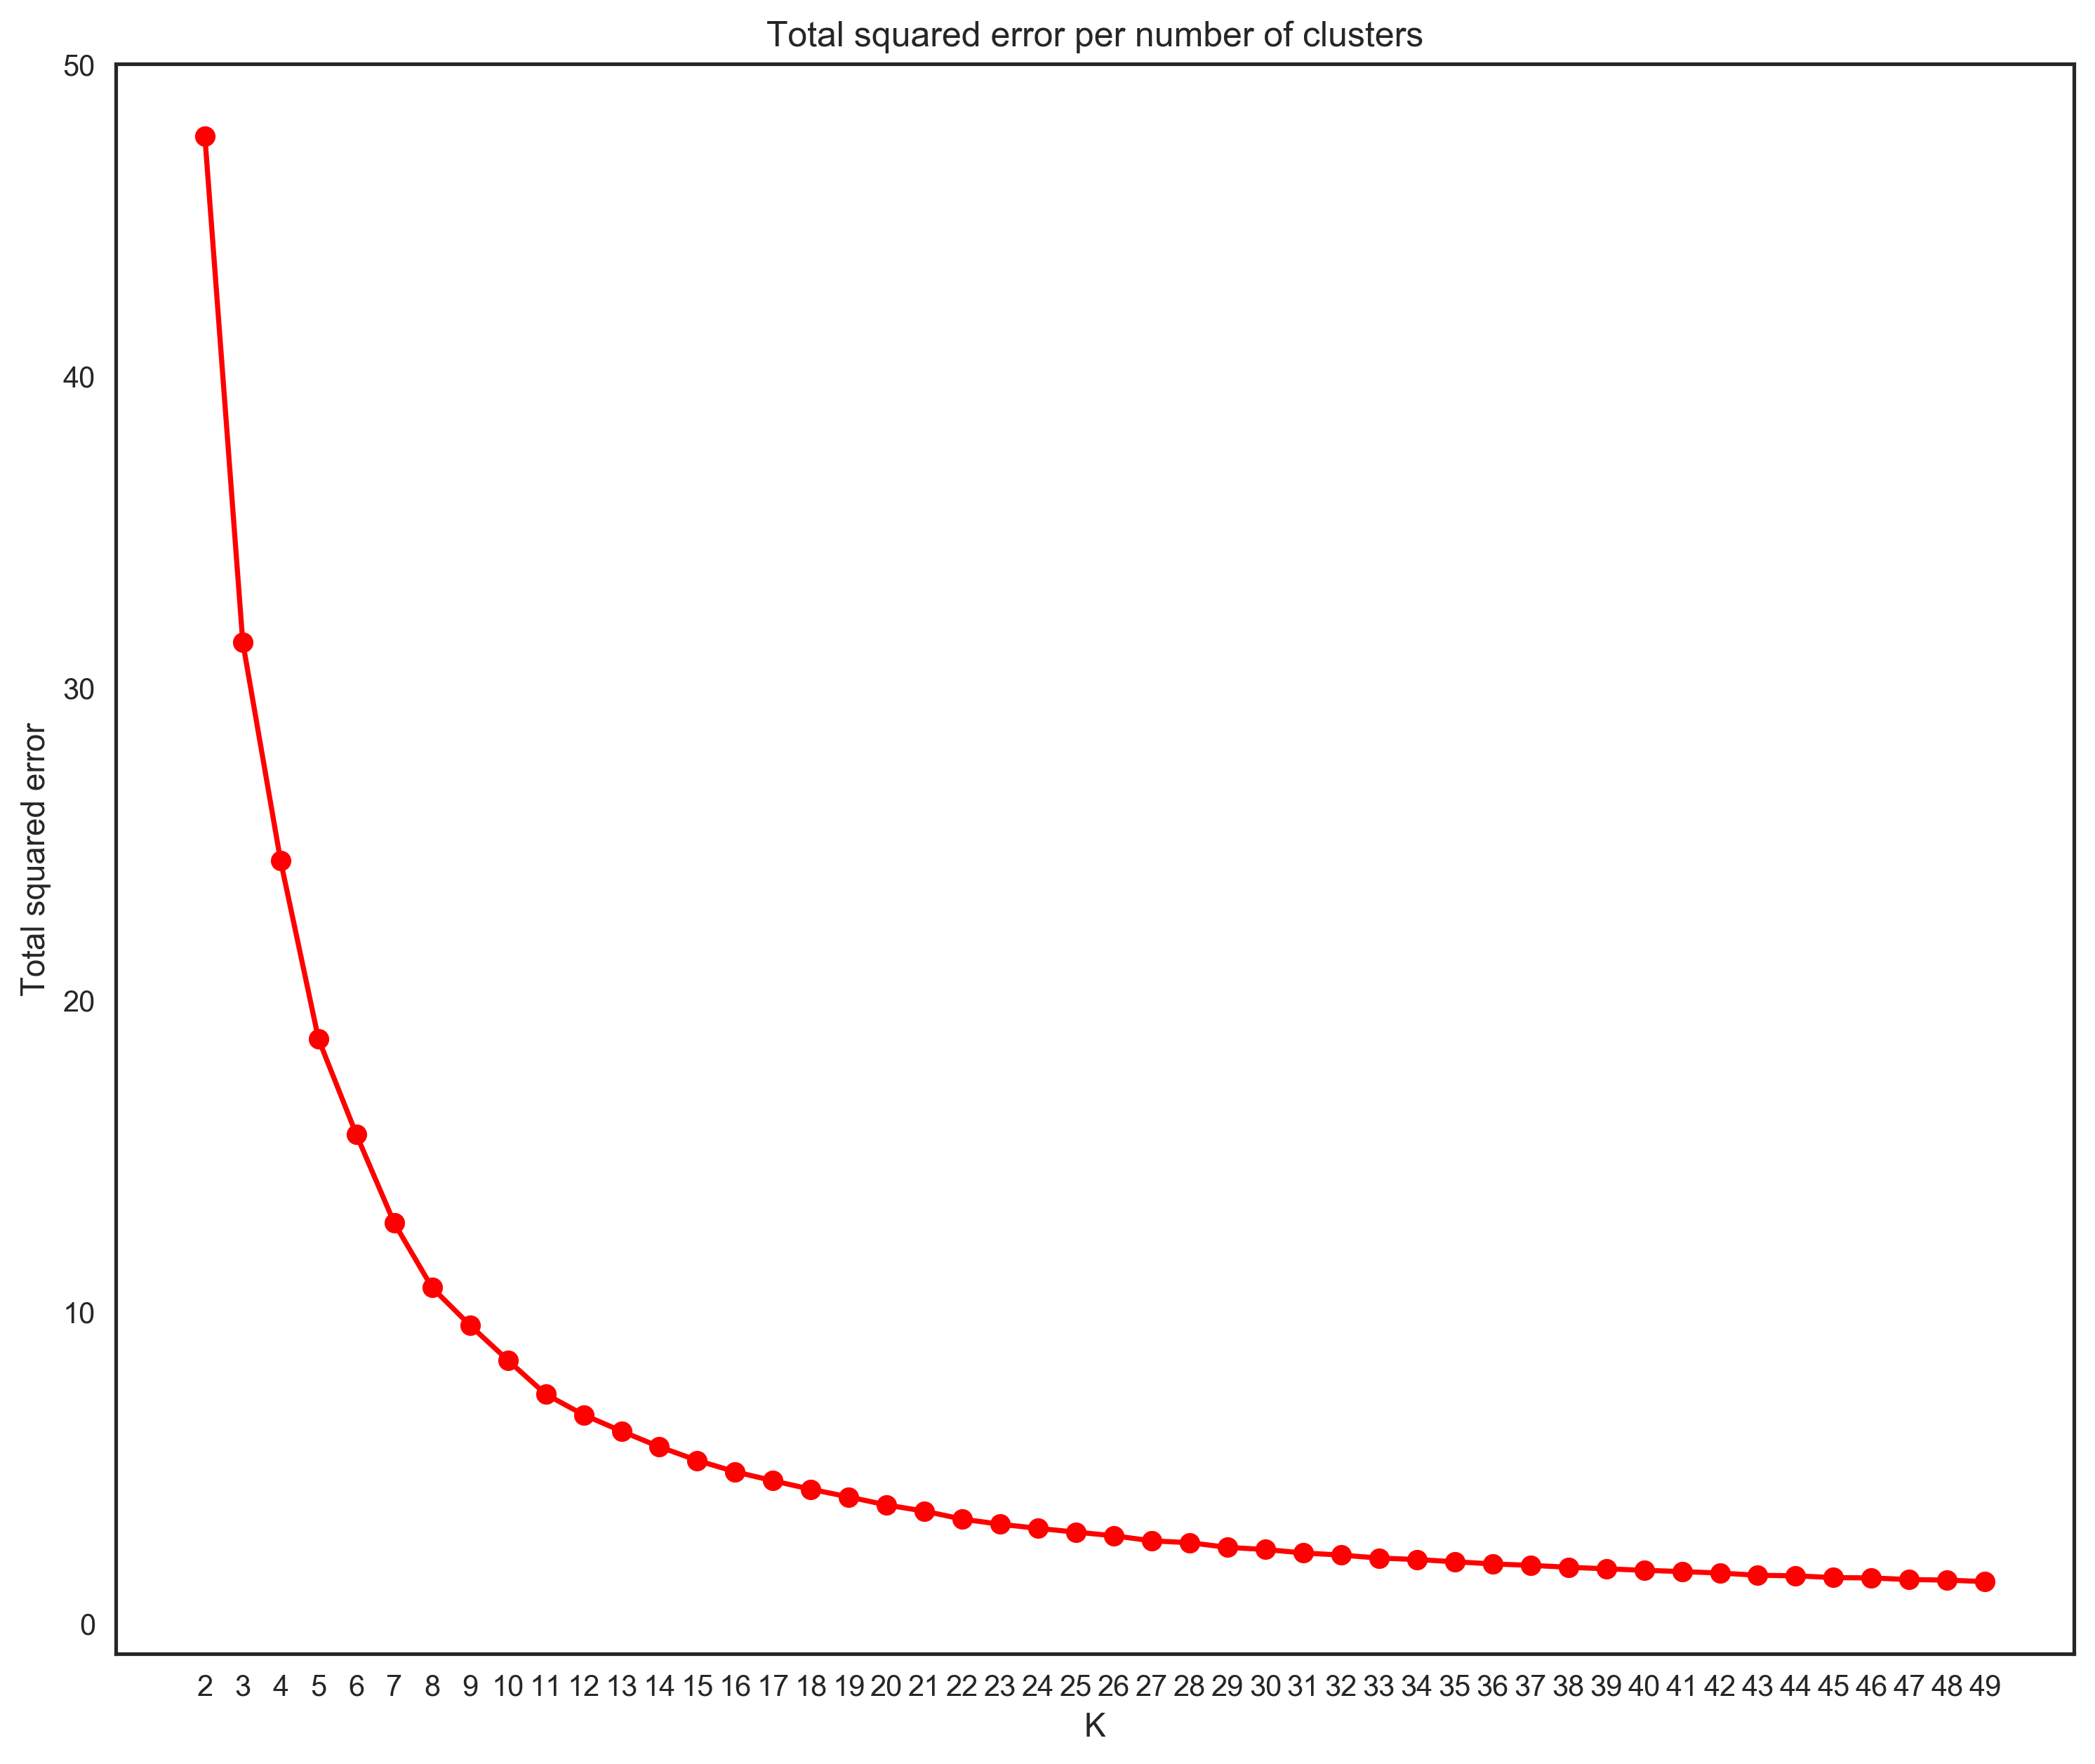 Total squared error per number of clusters
50
40
30
20
10
0
Total squared error
2 3 4 5 6 7 8 9 10 11 12 13 14 15 16 17 18 19 20 21 22 23 24 25 26 27 28 29 30 31 32 33 34 35 36 37 38 39 40 41 42 43 44 45 46 47 48 49
K